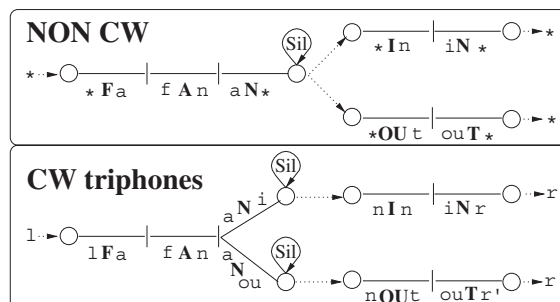 NON CW
Sil
* *In iN * *
* *Fa fAn aN*
*OUt ouT * *
CW triphones
Sil
aNi nIn iNr r
l lFa fAn
Sil
aNou nOUt ouTr' r